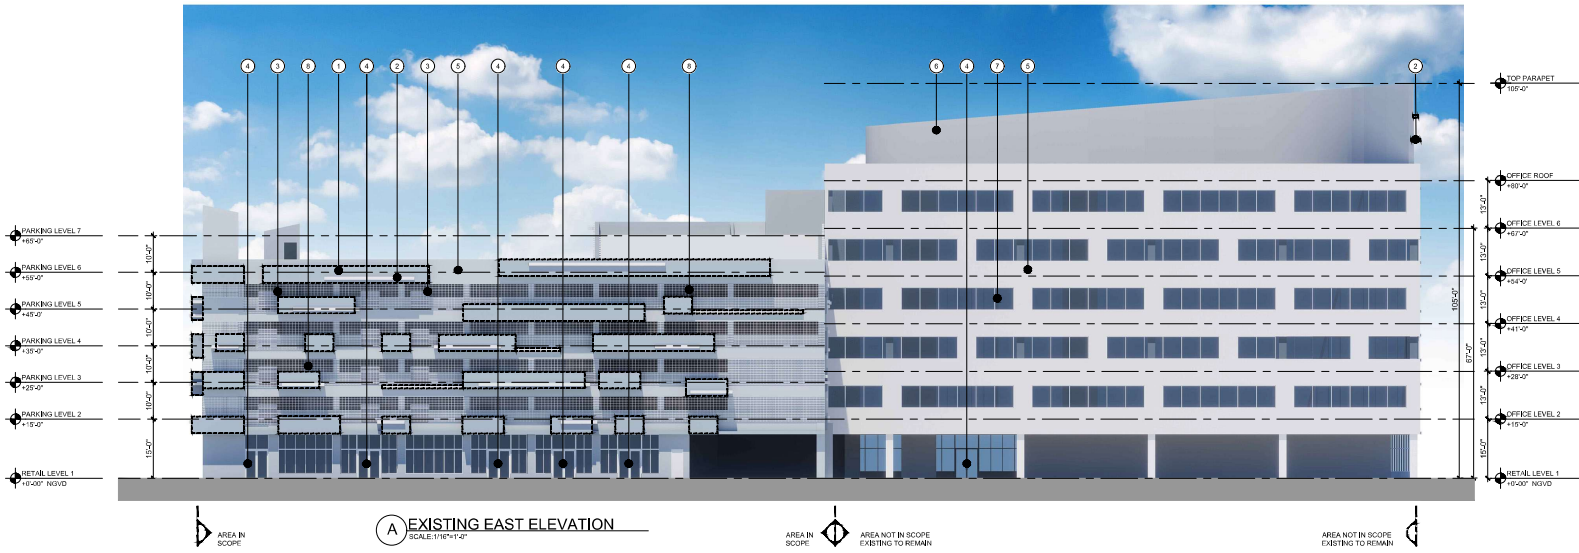 4 3 8 1 4 2 3 5 4 4 4 8 6 4 7 5 2
TOP PARAPET
105'-0"
OFFICE ROOF
+80'-0"
13'-0"
OFFICE LEVEL 6
+67'-0"
13'-0"
OFFICE LEVEL 5
+54'-0"
13'-0"
OFFICE LEVEL 4
+41'-0"
13'-0"
OFFICE LEVEL 3
+28'-0"
13'-0"
OFFICE LEVEL 2
+15'-0"
15'-0"
RETAIL LEVEL 1
+0'-00" NGVD
105'-0"
67'-0"
PARKING LEVEL 7
+65'-0"
10'-0"
PARKING LEVEL 6
+55'-0"
10'-0"
PARKING LEVEL 5
+45'-0"
10'-0"
PARKING LEVEL 4
+35'-0"
10'-0"
PARKING LEVEL 3
+25'-0"
10'-0"
PARKING LEVEL 2
+15'-0"
15'-0"
RETAIL LEVEL 1
+0'-00" NGVD
AREA IN
SCOPE
A EXISTING EAST ELEVATION
SCALE:1/16"=1'-0"
AREA IN
SCOPE
AREA NOT IN SCOPE
EXISTING TO REMAIN
AREA NOT IN SCOPE
EXISTING TO REMAIN